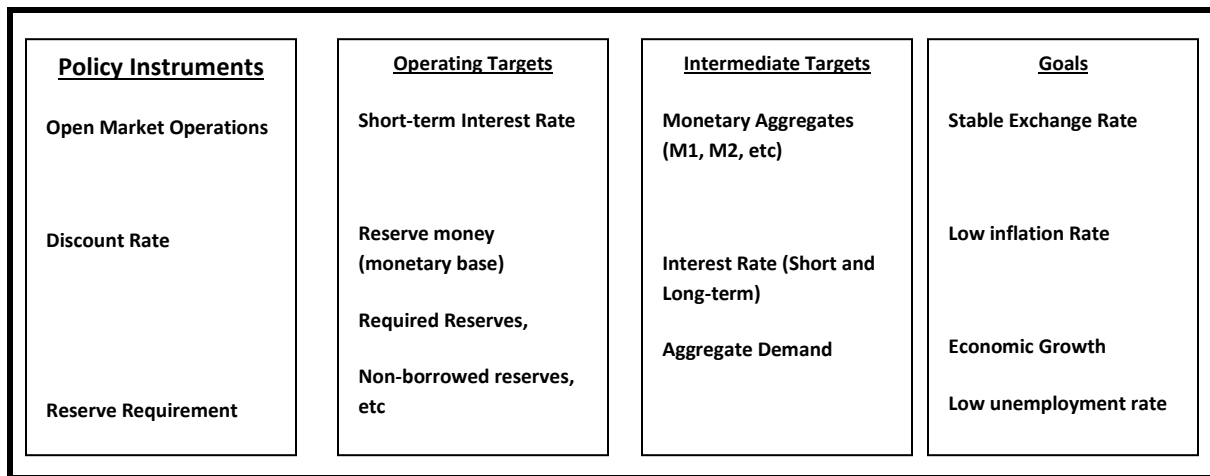 Policy Instruments
Open Market Operations
Discount Rate
Reserve Requirement
Operating Targets
Short-term Interest Rate
Reserve money
(monetary base)
Required Reserves,
Non-borrowed reserves,
etc
Intermediate Targets
Monetary Aggregates
(M1, M2, etc)
Interest Rate (Short and
Long-term)
Aggregate Demand
Goals
Stable Exchange Rate
Low inflation Rate
Economic Growth
Low unemployment rate